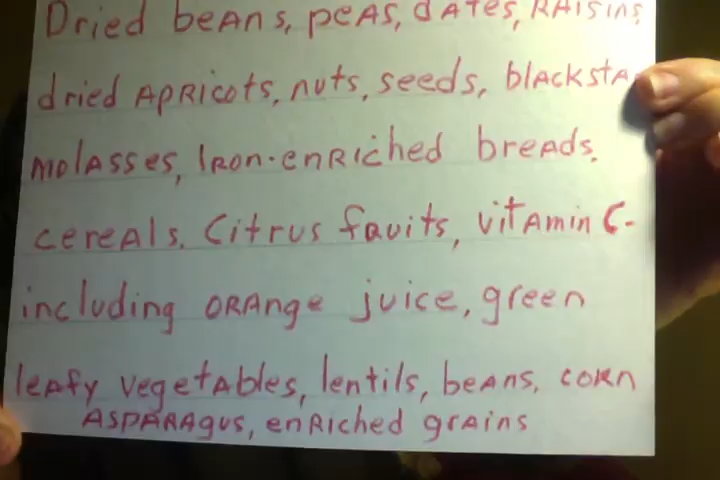 Dried beans, peas, dates, raisins
dried apricots, nuts, seeds, blacksta
molasses, iron-enriched breads,
cereals. Citrus fruits, vitamin C-
including orange juice, green
leafy vegetables, lentils, beans, corn
asparagus, enriched grains